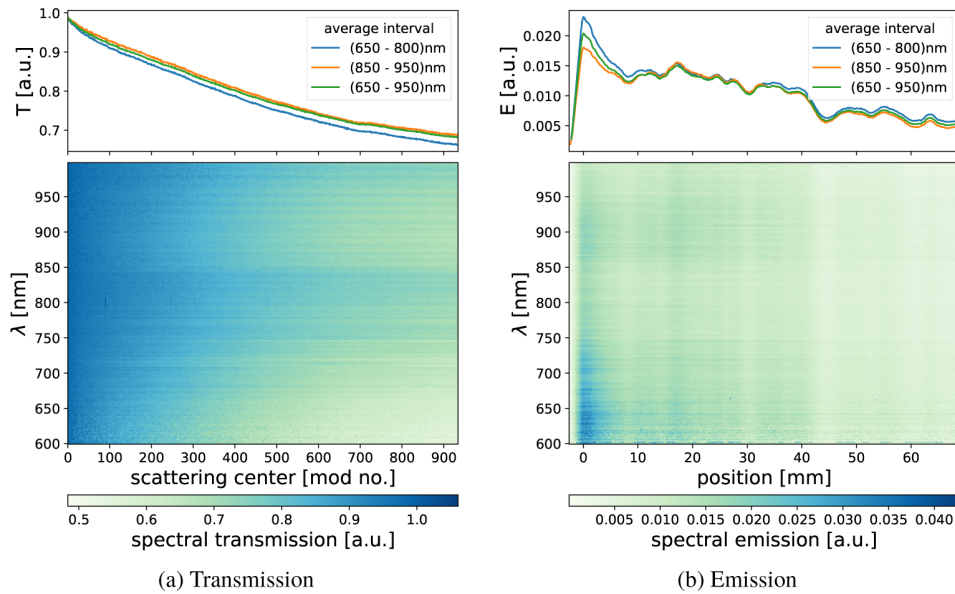 1.0
0.9
0.8
0.7
T [a.u.]
average interval
(650 - 800)nm
(850 - 950)nm
(650 - 950)nm
950
900
850
800
750
700
650
600
λ [nm]
0 100 200 300 400 500 600 700 800 900
scattering center [mod no.]
0.5 0.6 0.7 0.8 0.9 1.0
spectral transmission [a.u.]
(a) Transmission
0.020
0.015
0.010
0.005
E [a.u.]
average interval
(650 - 800)nm
(850 - 950)nm
(650 - 950)nm
950
900
850
800
750
700
650
600
λ [nm]
0 10 20 30 40 50 60
position [mm]
0.005 0.010 0.015 0.020 0.025 0.030 0.035 0.040
spectral emission [a.u.]
(b) Emission